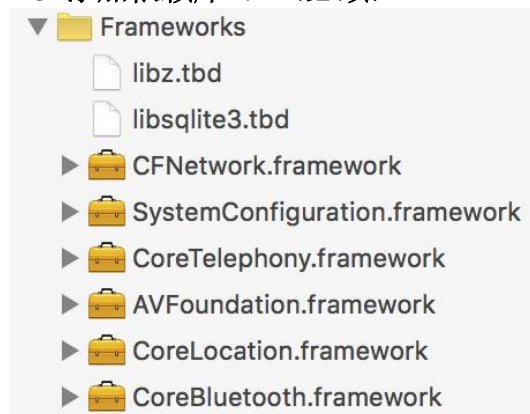 Frameworks
libz.tbd
libsqlite3.tbd
CFNetwork.framework
SystemConfiguration.framework
CoreTelephony.framework
AVFoundation.framework
CoreLocation.framework
CoreBluetooth.framework